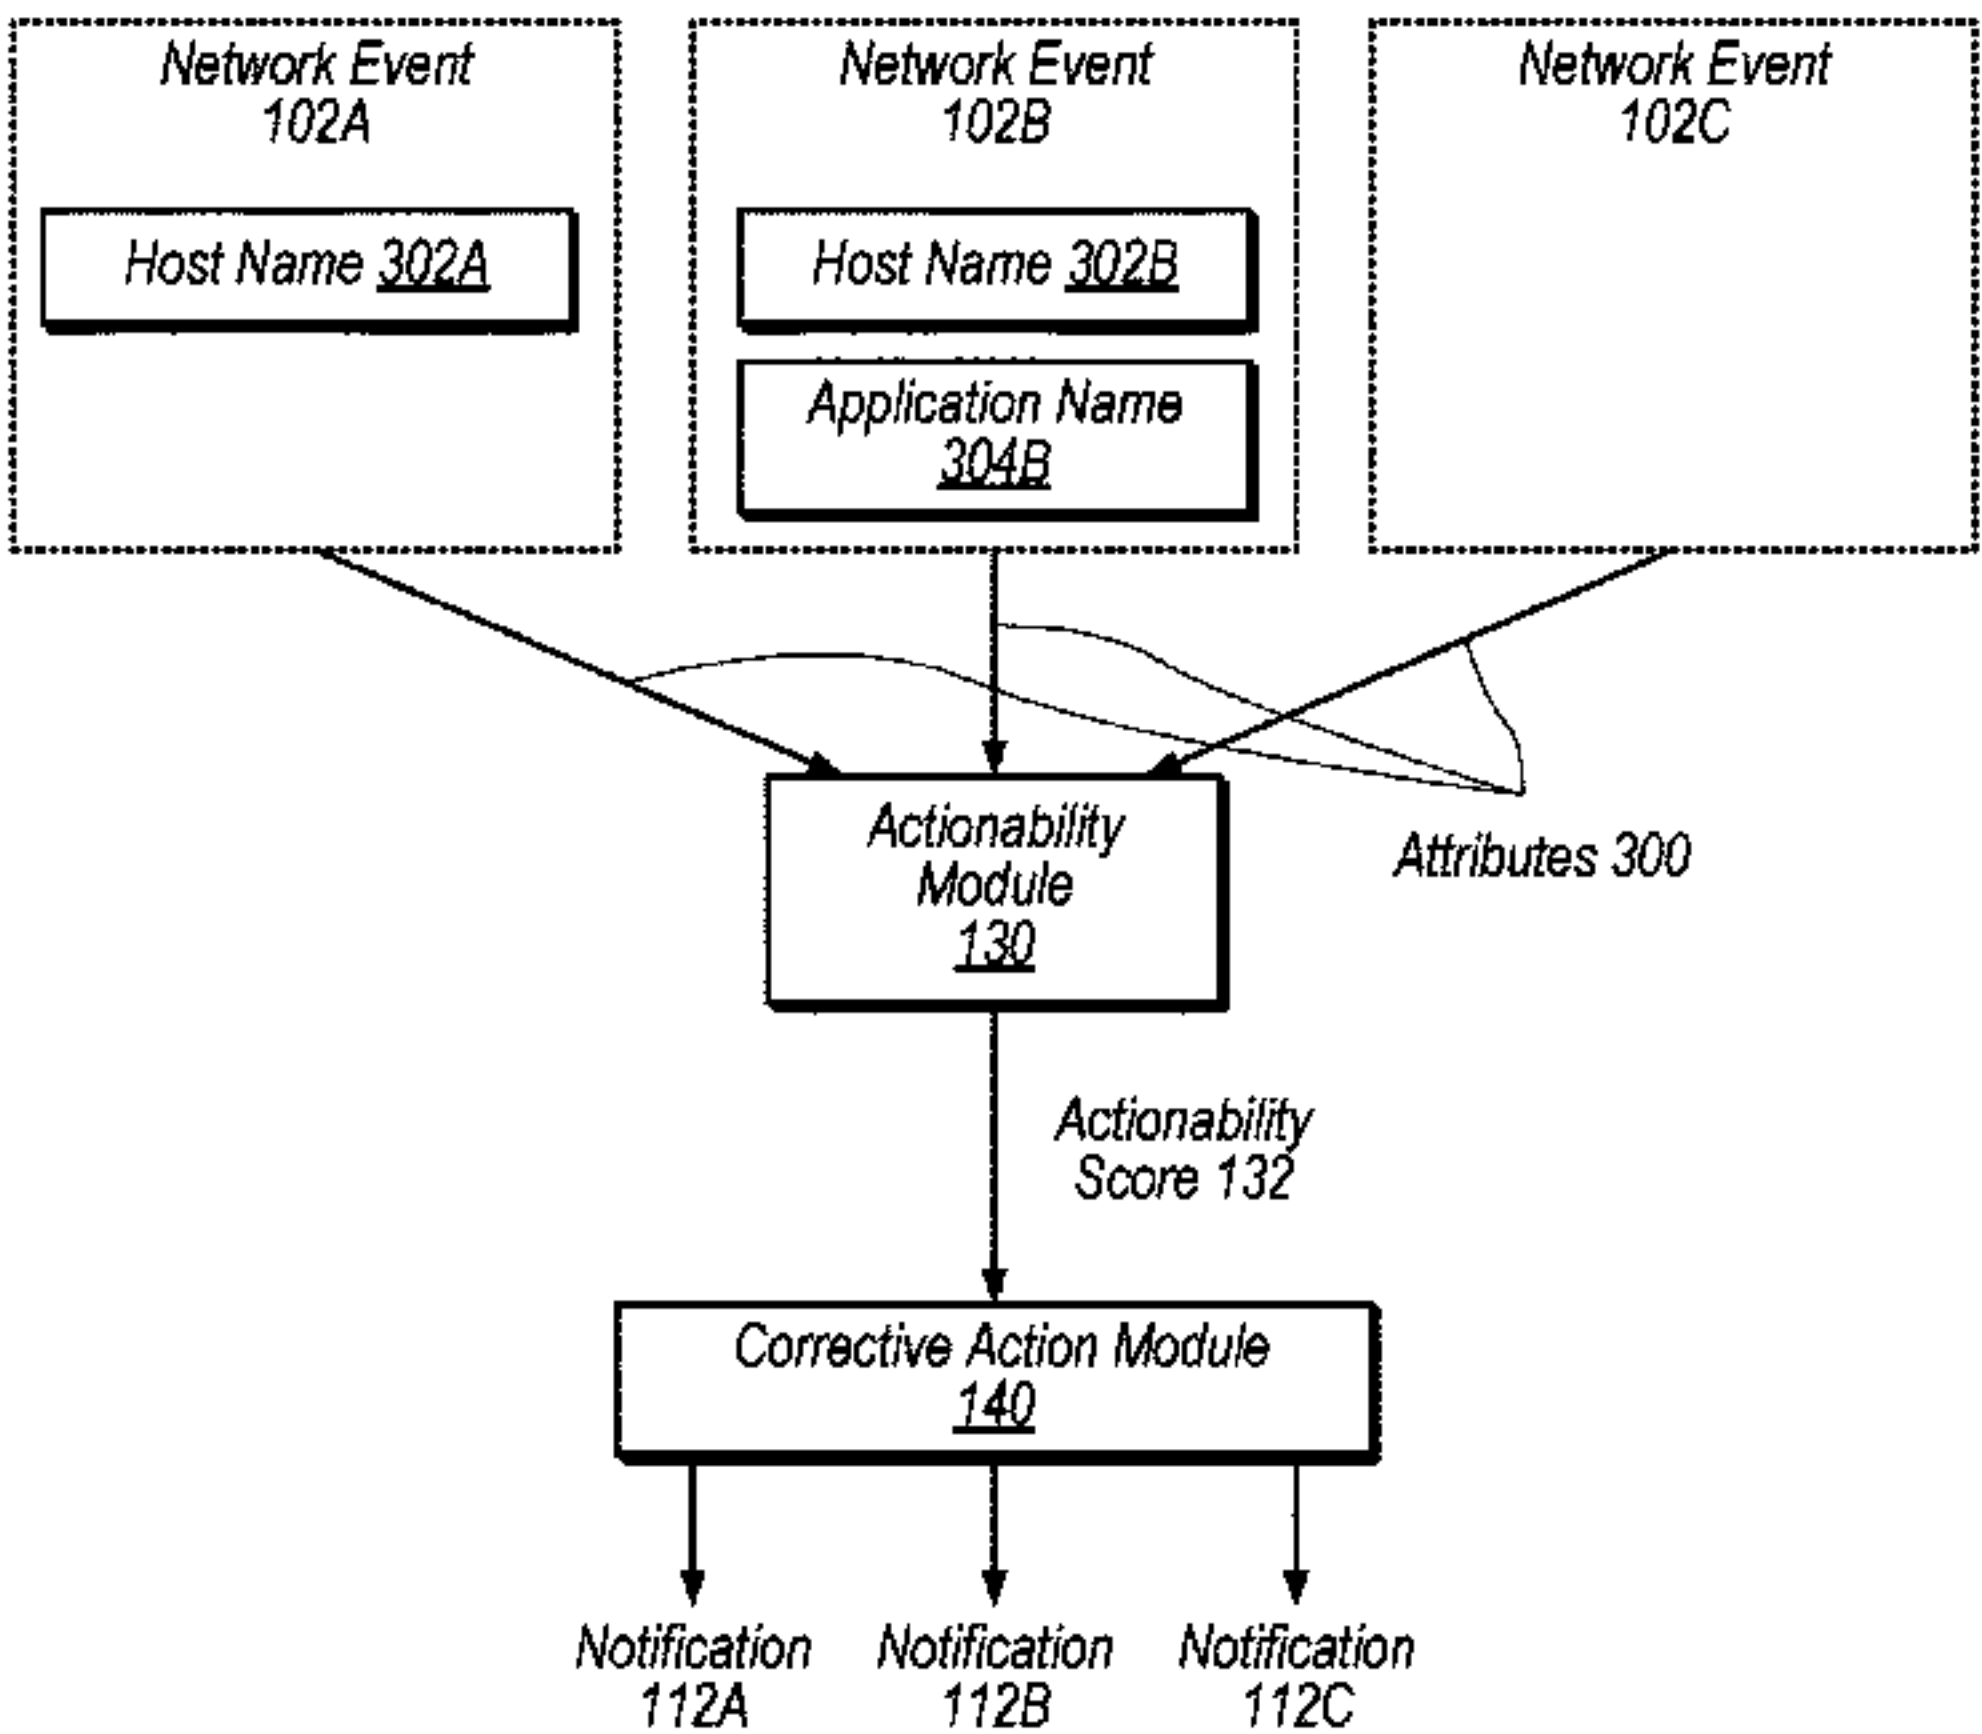 Network Event
102A
Network Event
102B
Network Event
102C
Host Name 302A
Host Name 302B
Application Name
304B
Actionability
Module
130
Attributes 300
Actionability
Score 132
Corrective Action Module
140
Notification
112A
Notification
112B
Notification
112C